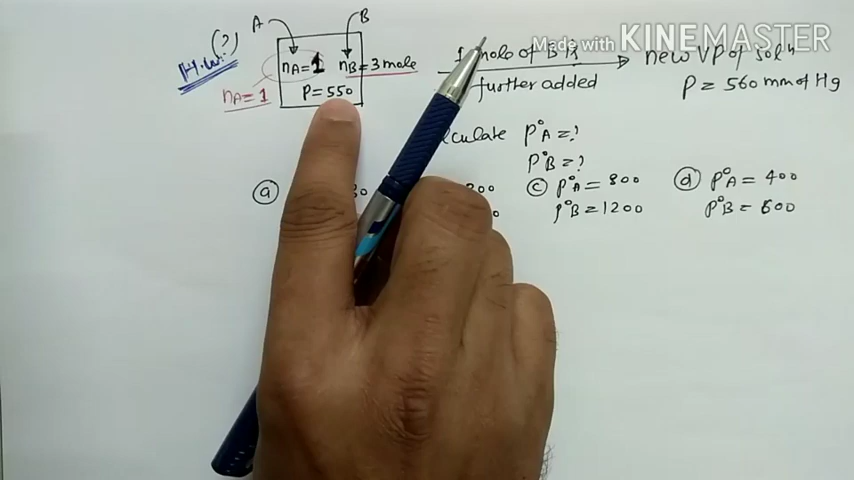 Made with KINEMASTER
(?) A B
H.W.
nA=1 nB=3 mole
nA=1 P=550
1 mole of B is
further added
new VP of solⁿ
P=560 mm of Hg
P°A=?
P°B=?
(a)
(c) P°A=800
P°B=1200
(d) P°A=400
P°B=600